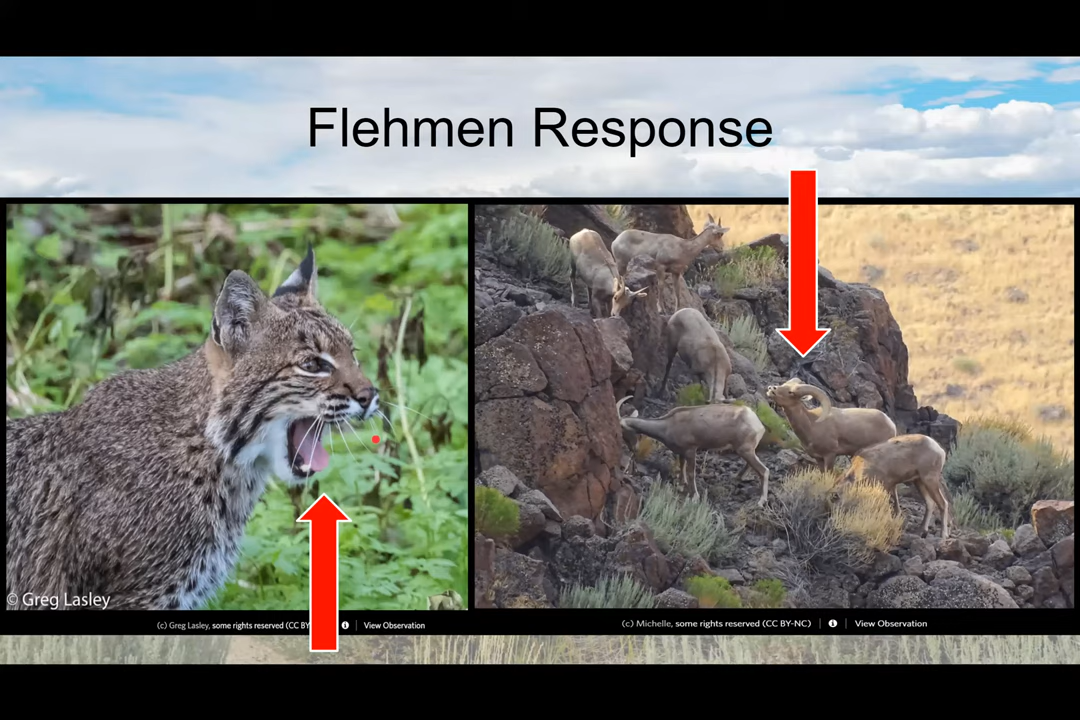 Flehmen Response
© Greg Lasley
(c) Greg Lasley, some rights reserved (CC BY
View Observation
(c) Michelle, some rights reserved (CC BY-NC)
View Observation